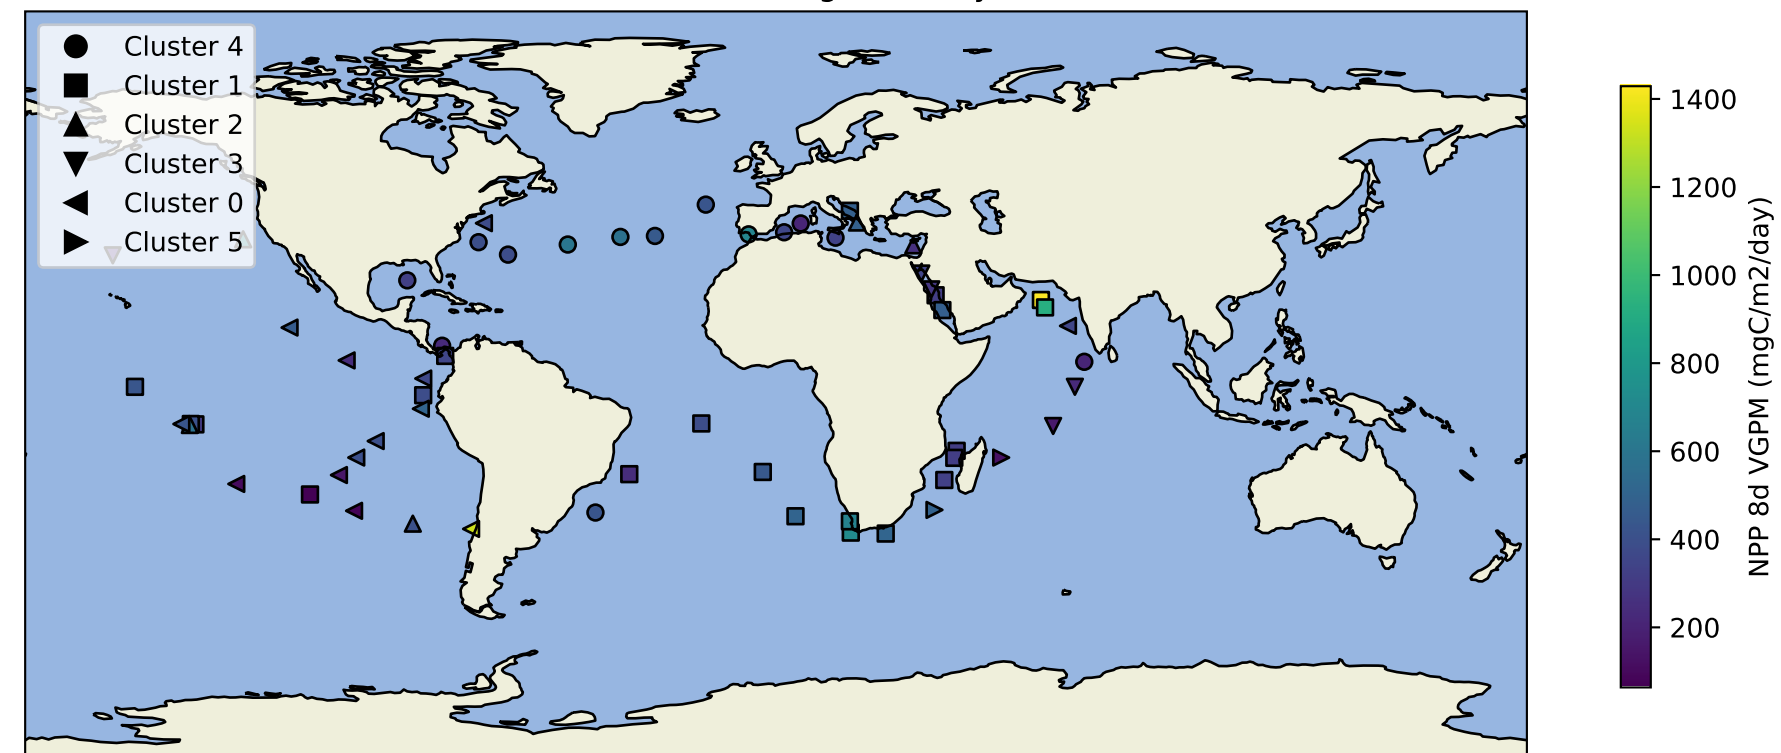 Cluster 4
Cluster 1
Cluster 2
Cluster 3
Cluster 0
Cluster 5
1400
1200
1000
800
600
400
200
NPP 8d VGPM (mgC/m2/day)